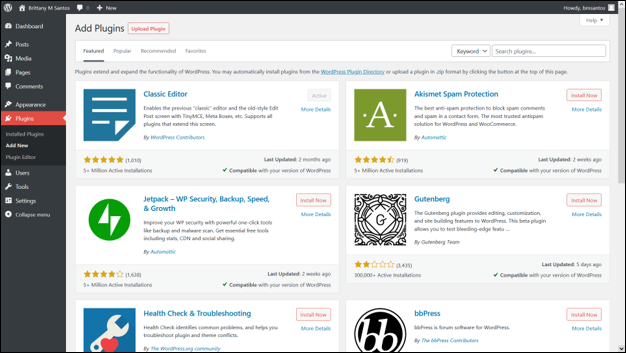 Brittany M Santos
0
New
Howdy, bmsantos
Dashboard
Posts
Media
Pages
Comments
Appearance
Plugins
Installed Plugins
Add New
Plugin Editor
Users
Tools
Settings
Collapse menu
Add Plugins
Upload Plugin
Help
Featured
Popular
Recommended
Favorites
Keyword
Search plugins...
Plugins extend and expand the functionality of WordPress. You may automatically install plugins from the WordPress Plugin Directory or upload a plugin in .zip format by clicking the button at the top of this page.
Classic Editor
Active
More Details
Enables the previous "classic" editor and the old-style Edit
Post screen with TinyMCE, Meta Boxes, etc. Supports all
plugins that extend this screen.
By WordPress Contributors
(1,010)
5+ Million Active Installations
Last Updated: 2 months ago
Compatible with your version of WordPress
Akismet Spam Protection
Install Now
More Details
The best anti-spam protection to block spam comments
and spam in a contact form. The most trusted antispam
solution for WordPress and WooCommerce.
By Automattic
(919)
5+ Million Active Installations
Last Updated: 2 weeks ago
Compatible with your version of WordPress
Jetpack – WP Security, Backup, Speed,
& Growth
Install Now
More Details
Improve your WP security with powerful one-click tools
like backup and malware scan. Get essential free tools
including stats, CDN and social sharing.
By Automattic
(1,638)
5+ Million Active Installations
Last Updated: 2 weeks ago
Compatible with your version of WordPress
Gutenberg
Install Now
More Details
The Gutenberg plugin provides editing, customization,
and site building features to WordPress. This beta plugin
allows you to test bleeding-edge featu ...
By Gutenberg Team
(3,435)
300,000+ Active Installations
Last Updated: 5 days ago
Compatible with your version of WordPress
Health Check & Troubleshooting
Install Now
More Details
Health Check identifies common problems, and helps you
troubleshoot plugin and theme conflicts.
By The WordPress.org community
bbPress
Install Now
More Details
bbPress is forum software for WordPress.
By The bbPress Contributors
bb